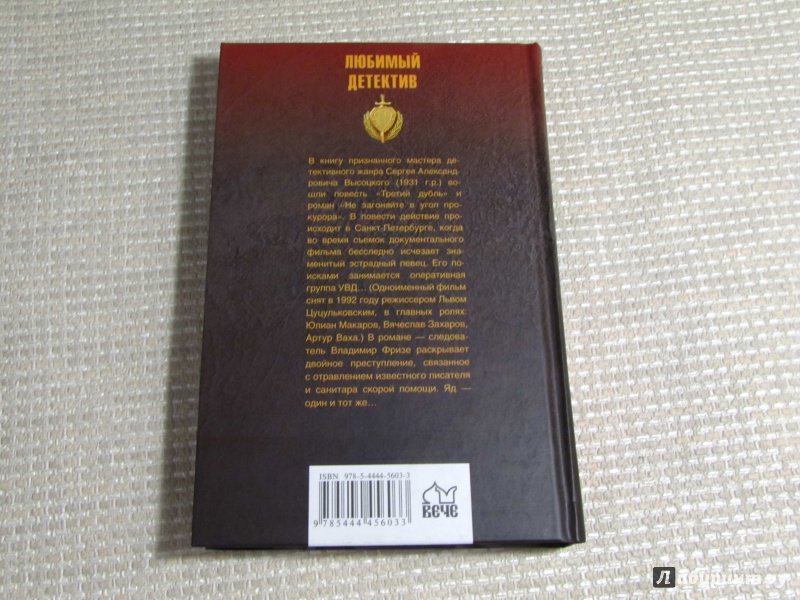 ЛЮБИМЫЙ
ДЕТЕКТИВ
В книгу признанного мастера де-
тективного жанра Сергея Александ-
ровича Высоцкого (1931 г.р.) во-
шли повесть «Третий дубль» и
роман «Не загоняйте в угол про-
курора». В повести действие про-
исходит в Санкт-Петербурге, когда
во время съемок документального
фильма бесследно исчезает зна-
менитый эстрадный певец. Его по-
исками занимается оперативная
группа УВД... (Одноименный фильм
снят в 1992 году режиссером Львом
Цуцульковским, в главных ролях:
Юлиан Макаров, Вячеслав Захаров,
Артур Ваха.) В романе — следова-
тель Владимир Фризе раскрывает
двойное преступление, связанное
с отравлением известного писателя
и санитара скорой помощи. Яд —
один и тот же...
ISBN 978-5-4444-5603-3
9 785444 456033
ВЕЧЕ
Лабиринт.ру